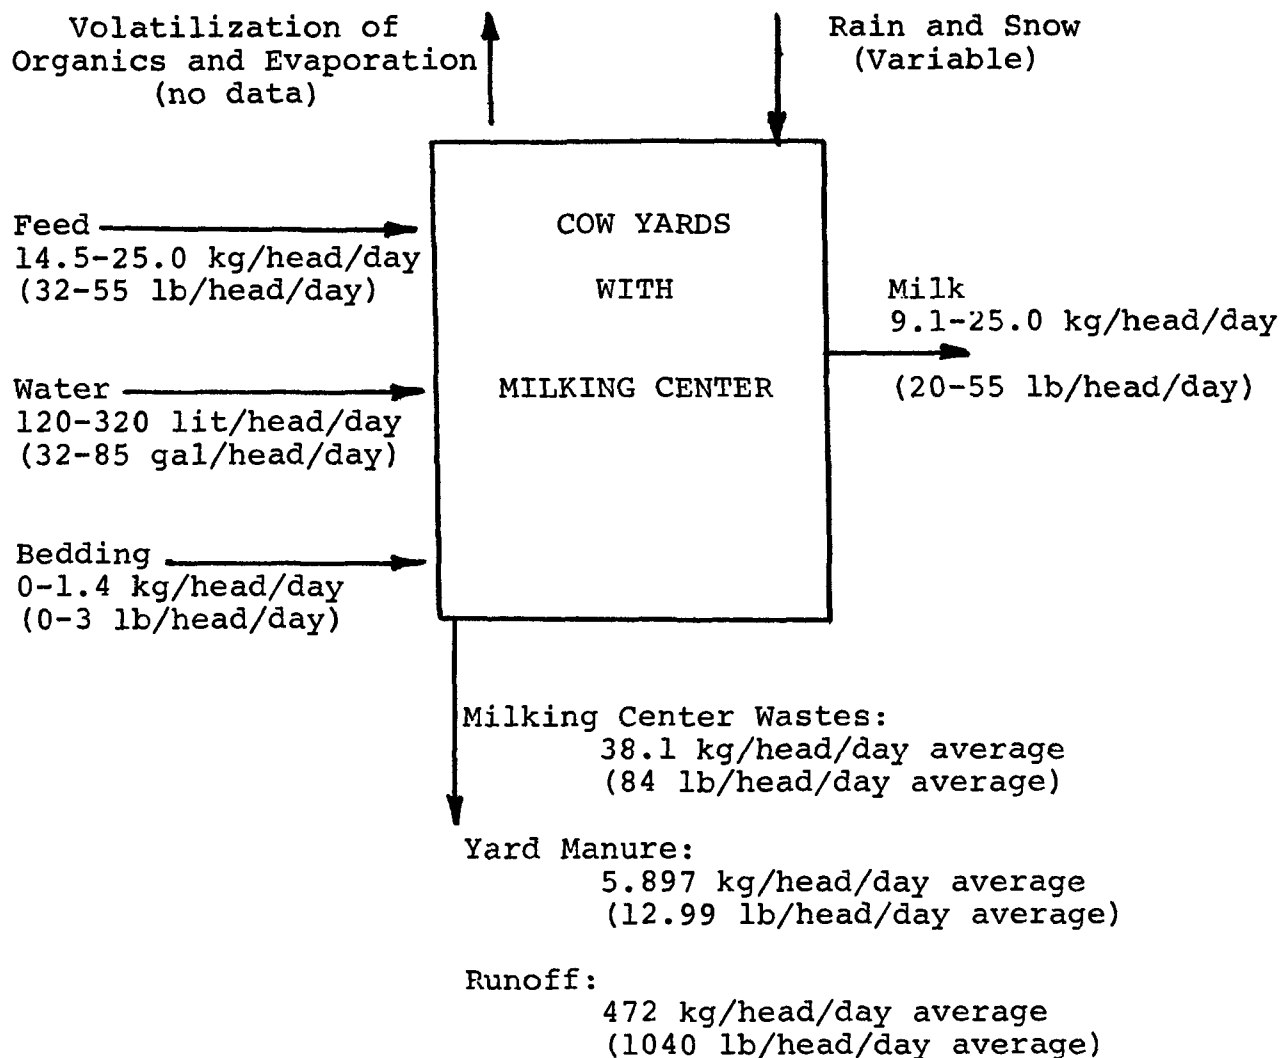 Volatilization of
Organics and Evaporation
(no data)
Rain and Snow
(Variable)
Feed
14.5-25.0 kg/head/day
(32-55 lb/head/day)
Water
120-320 lit/head/day
(32-85 gal/head/day)
Bedding
0-1.4 kg/head/day
(0-3 lb/head/day)
COW YARDS
WITH
MILKING CENTER
Milk
9.1-25.0 kg/head/day
(20-55 lb/head/day)
Milking Center Wastes:
38.1 kg/head/day average
(84 lb/head/day average)
Yard Manure:
5.897 kg/head/day average
(12.99 lb/head/day average)
Runoff:
472 kg/head/day average
(1040 lb/head/day average)